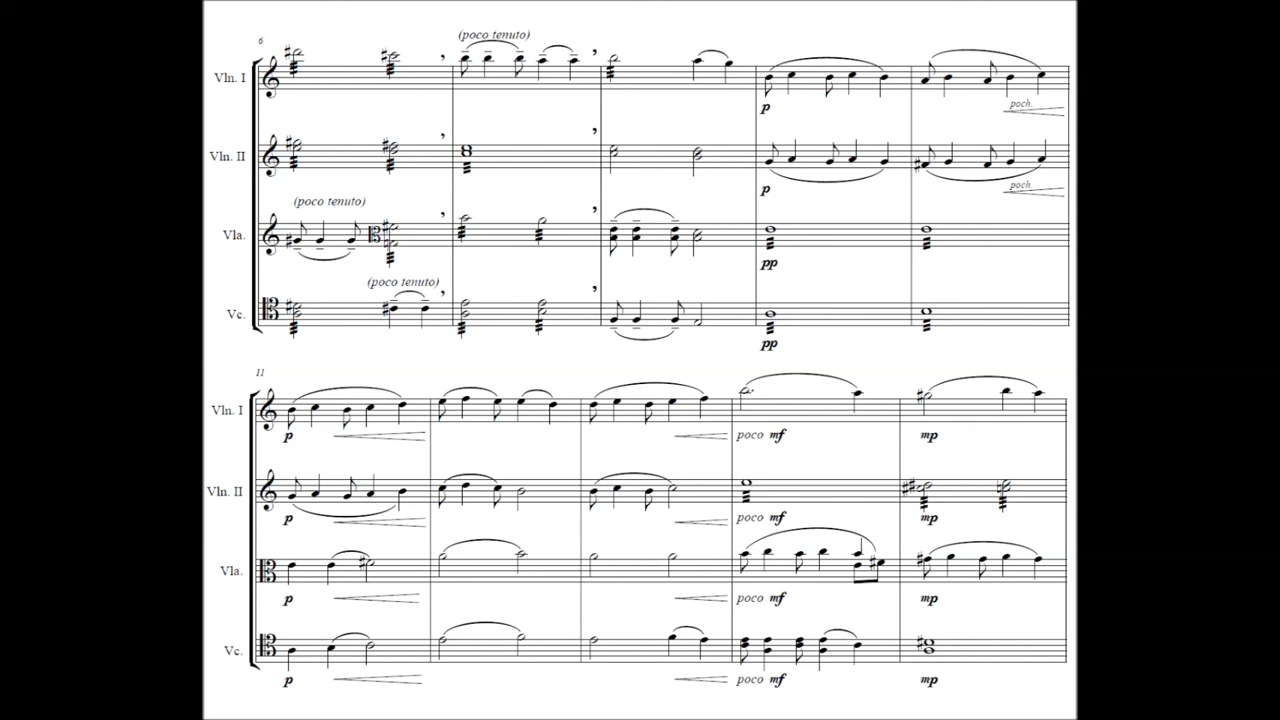 6
(poco tenuto)
Vln. I
p
poch.
Vln. II
p
poch.
(poco tenuto)
Vla.
pp
(poco tenuto)
Vc.
pp
11
Vln. I
p
poco mf
mp
Vln. II
p
poco mf
mp
Vla.
p
poco mf
mp
Vc.
p
poco mf
mp